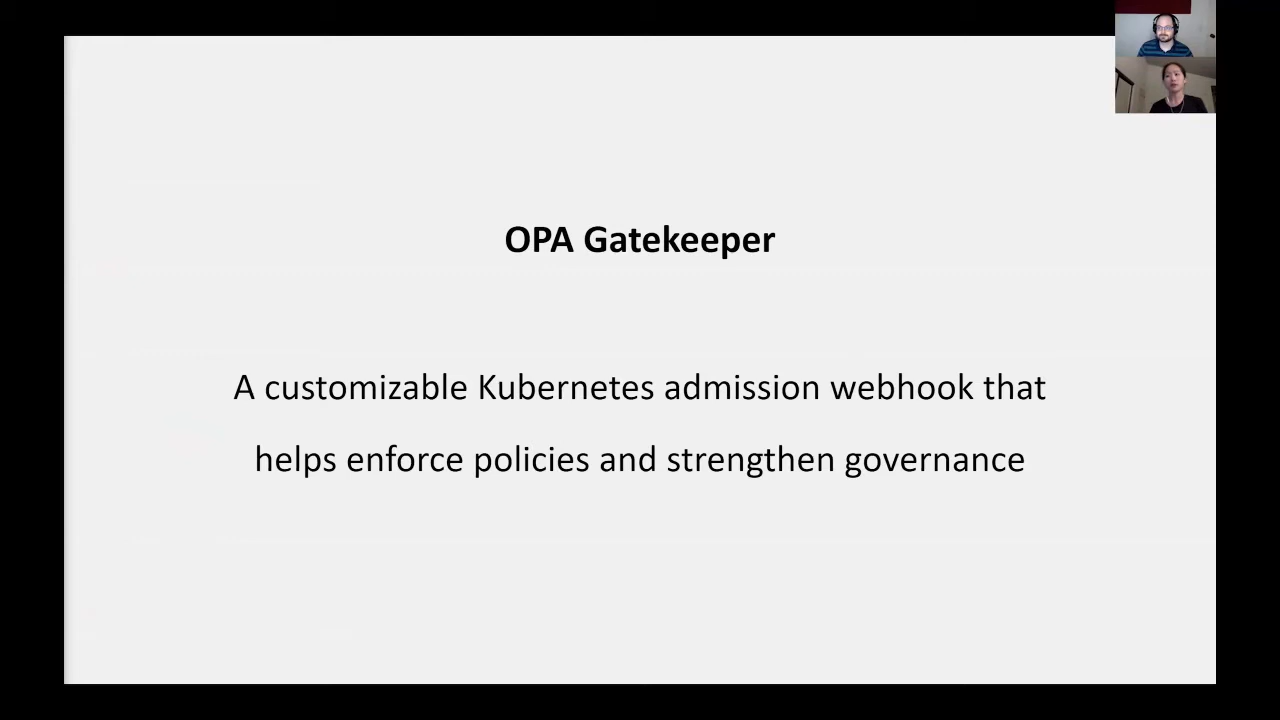 OPA Gatekeeper
A customizable Kubernetes admission webhook that
helps enforce policies and strengthen governance